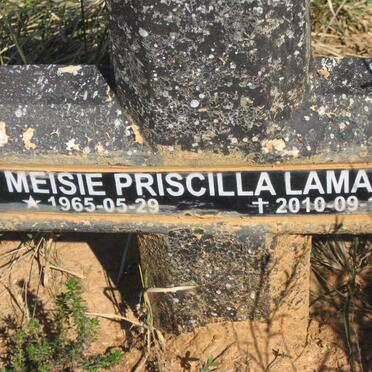 MEISIE PRISCILLA LAMA
★ 1965-05-29 ✝ 2010-09-